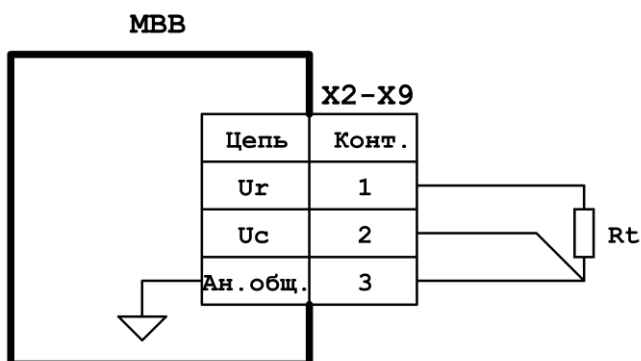 МВВ
X2-X9
Цепь Конт.
Ur 1
Uc 2
Rt
Ан.общ. 3